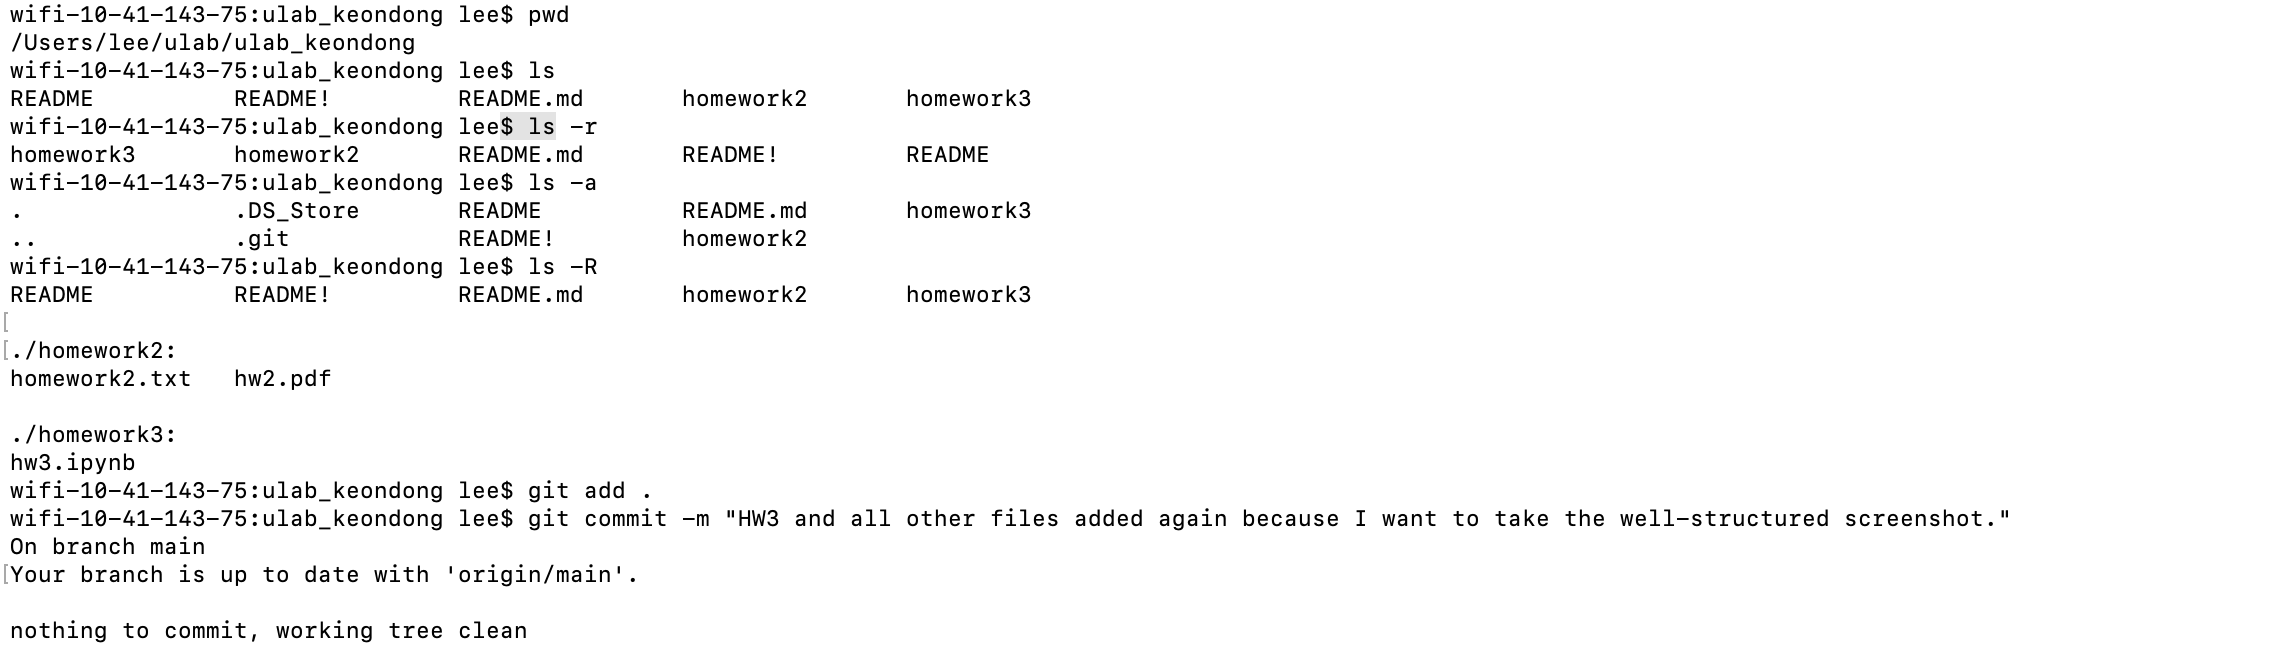 wifi-10-41-143-75:ulab_keondong lee$ pwd
/Users/lee/ulab/ulab_keondong
wifi-10-41-143-75:ulab_keondong lee$ ls
README          README!         README.md       homework2       homework3
wifi-10-41-143-75:ulab_keondong lee$ ls -r
homework3       homework2       README.md       README!         README
wifi-10-41-143-75:ulab_keondong lee$ ls -a
.               .DS_Store       README          README.md       homework3
..              .git            README!         homework2
wifi-10-41-143-75:ulab_keondong lee$ ls -R
README          README!         README.md       homework2       homework3
[
[./homework2:
homework2.txt   hw2.pdf
./homework3:
hw3.ipynb
wifi-10-41-143-75:ulab_keondong lee$ git add .
wifi-10-41-143-75:ulab_keondong lee$ git commit -m "HW3 and all other files added again because I want to take the well-structured screenshot."
On branch main
[Your branch is up to date with 'origin/main'.
nothing to commit, working tree clean